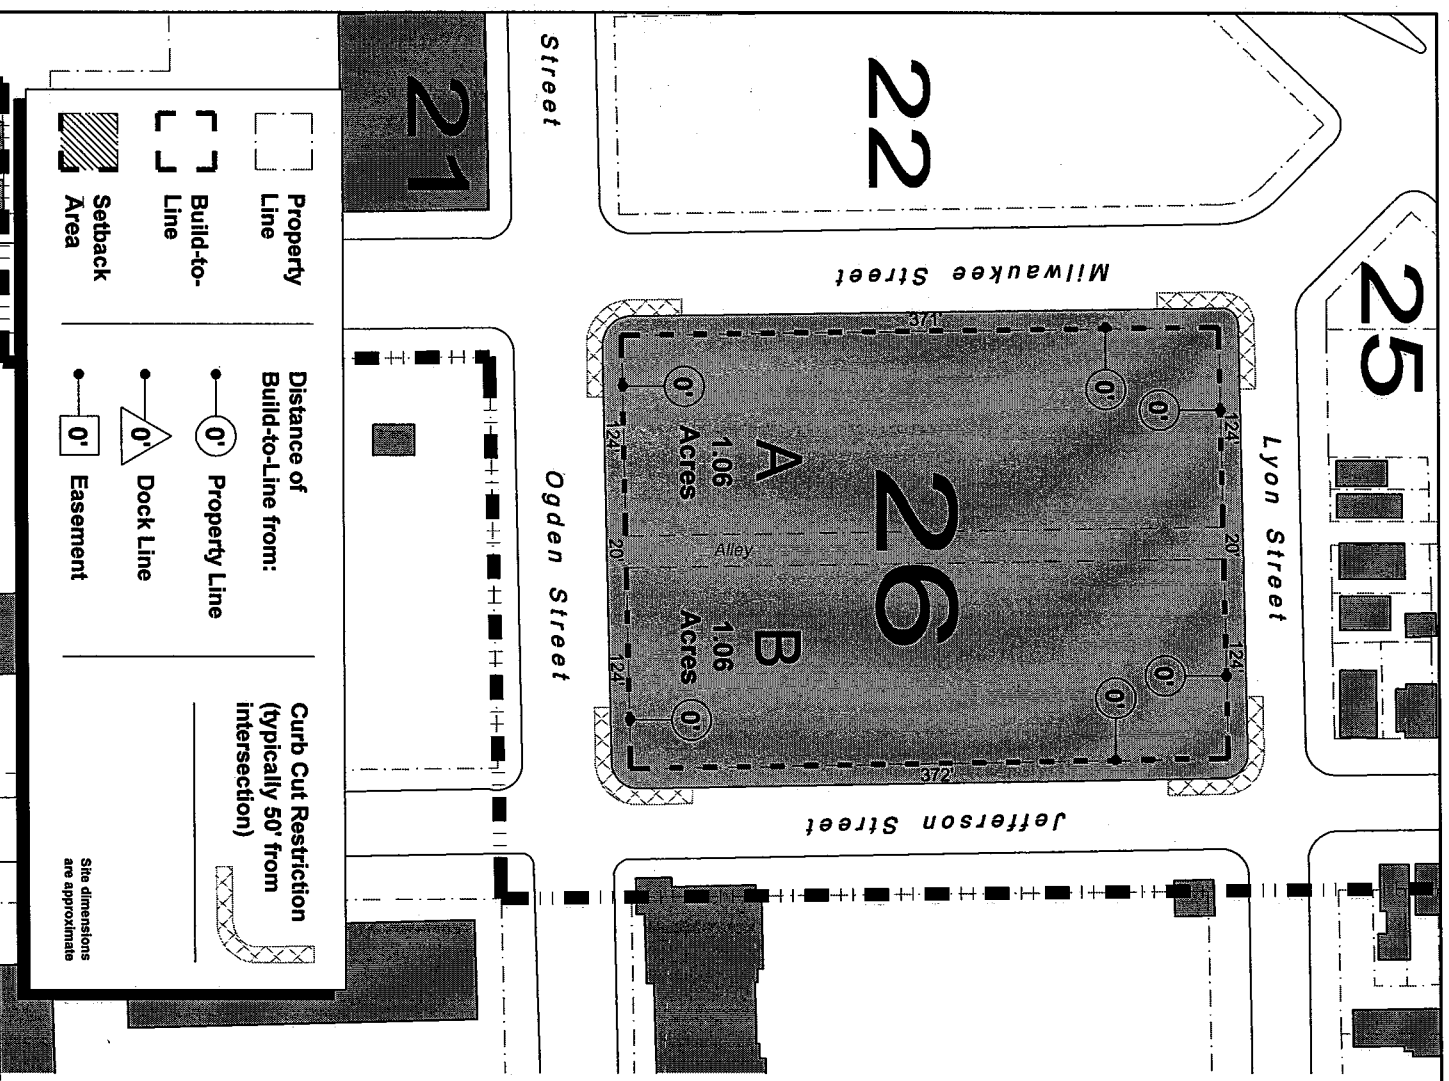 25
Lyon Street
22
Milwaukee Street
Jefferson Street
26
371'
372'
124'
20'
124'
0'
0'
0'
0'
A
1.06
Acres
Alley
B
1.06
Acres
0'
0'
124'
20'
124'
Street
Ogden Street
21
Property
Line
Build-to-
Line
Setback
Area
Distance of
Build-to-Line from:
0' Property Line
0' Dock Line
0' Easement
Curb Cut Restriction
(typically 50' from
intersection)
Site dimensions
are approximate